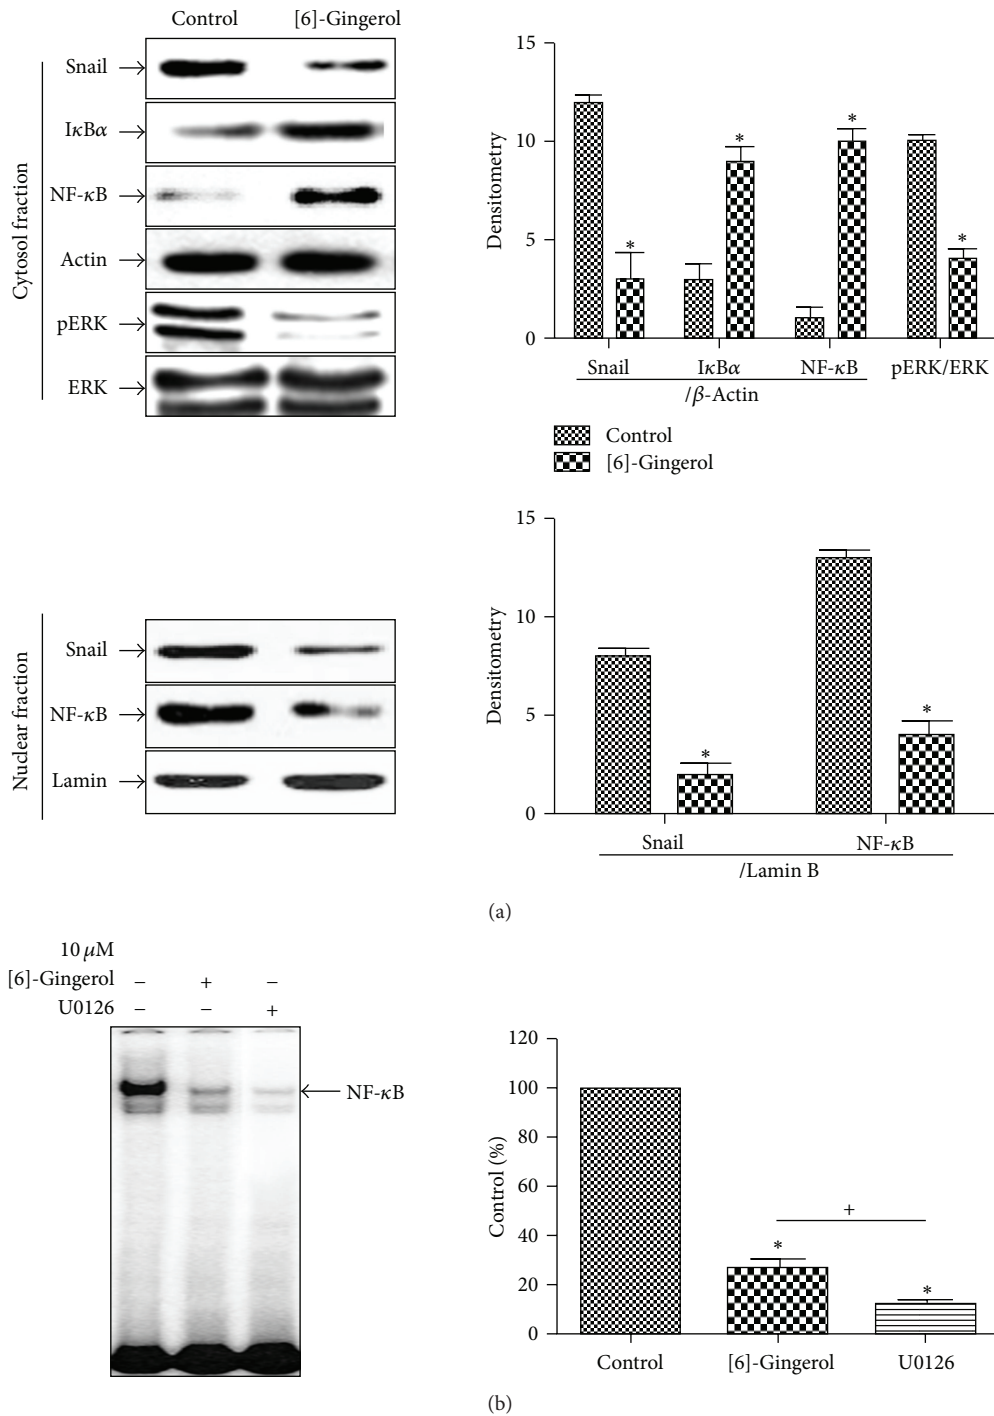 Control [6]-Gingerol
Cytosol fraction
Snail
IκBα
NF-κB
Actin
pERK
ERK
Densitometry
15
10
5
0
* * * *
Snail IκBα NF-κB pERK/ERK
/β-Actin
Control
[6]-Gingerol
Nuclear fraction
Snail
NF-κB
Lamin
Densitometry
15
10
5
0
* *
Snail NF-κB
/Lamin B
(a)
10 μM
[6]-Gingerol − + −
U0126 − − +
NF-κB
Control (%)
120
100
80
60
40
20
0
+
* *
Control [6]-Gingerol U0126
(b)